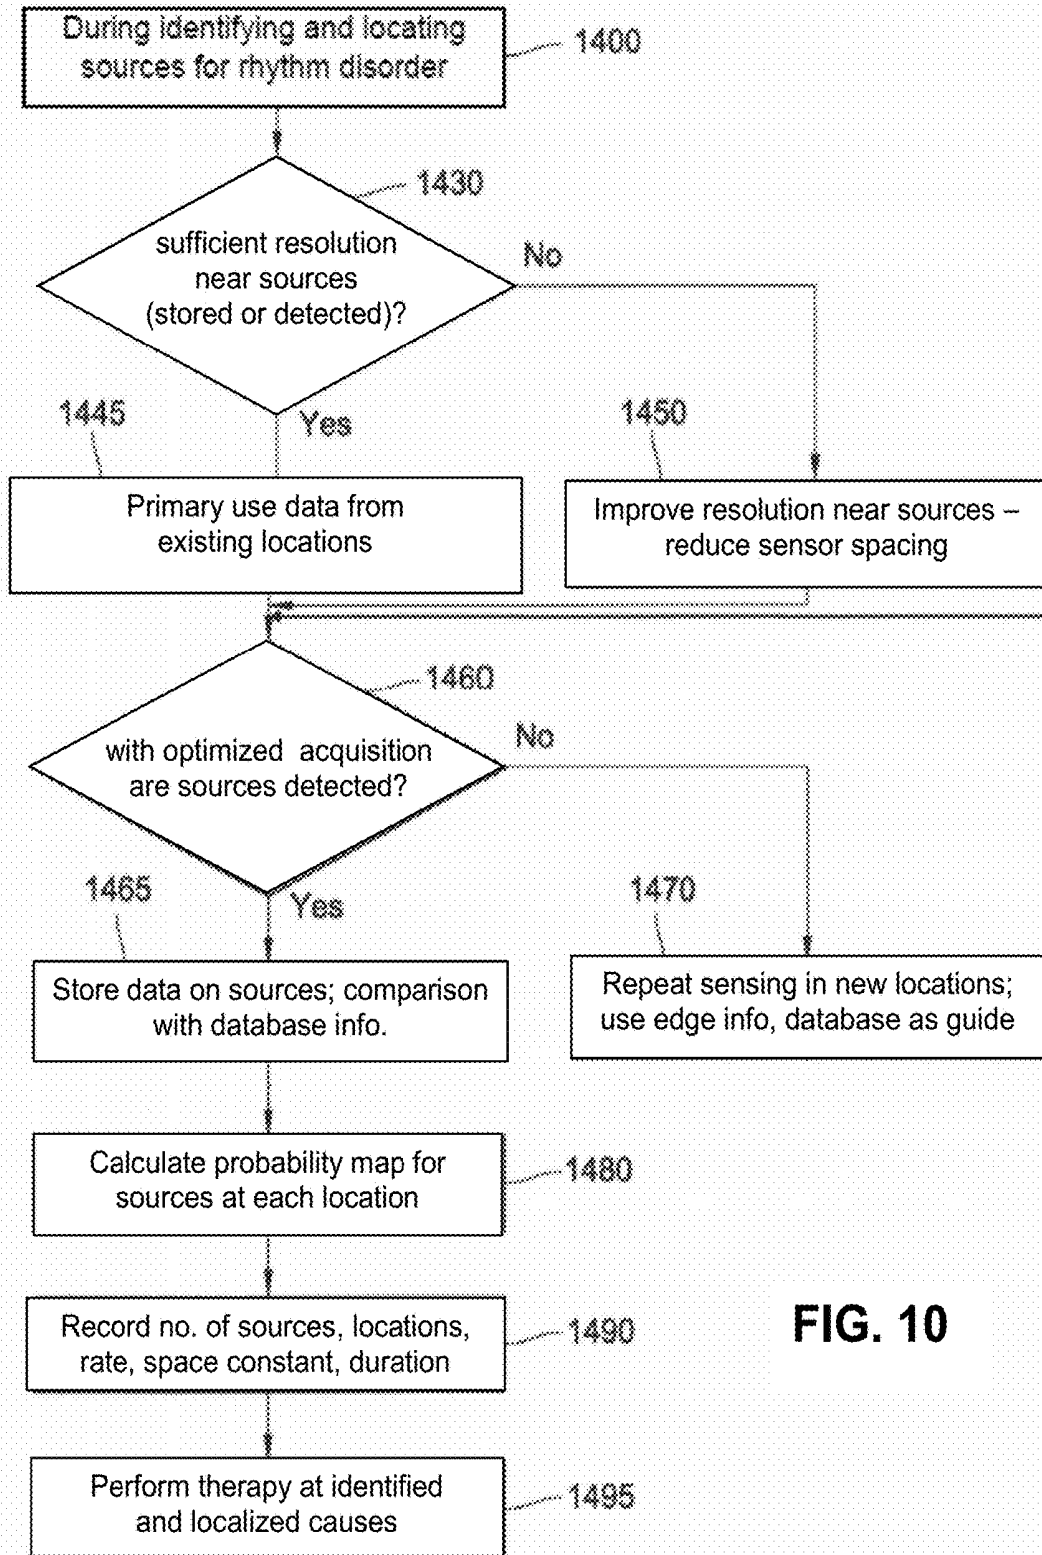 During identifying and locating
sources for rhythm disorder
1400
1430
sufficient resolution
near sources
(stored or detected)?
No
Yes
1445
1450
Primary use data from
existing locations
Improve resolution near sources –
reduce sensor spacing
1460
with optimized acquisition
are sources detected?
No
Yes
1465
1470
Store data on sources; comparison
with database info.
Repeat sensing in new locations;
use edge info, database as guide
Calculate probability map for
sources at each location
1480
Record no. of sources, locations,
rate, space constant, duration
1490
FIG. 10
Perform therapy at identified
and localized causes
1495